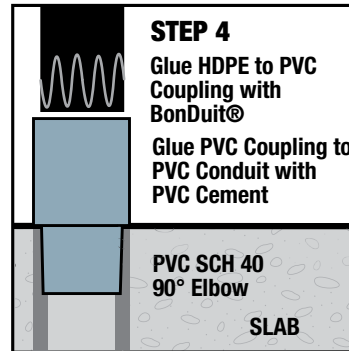 STEP 4
Glue HDPE to PVC
Coupling with
BonDuit®
Glue PVC Coupling to
PVC Conduit with
PVC Cement
PVC SCH 40
90° Elbow
SLAB